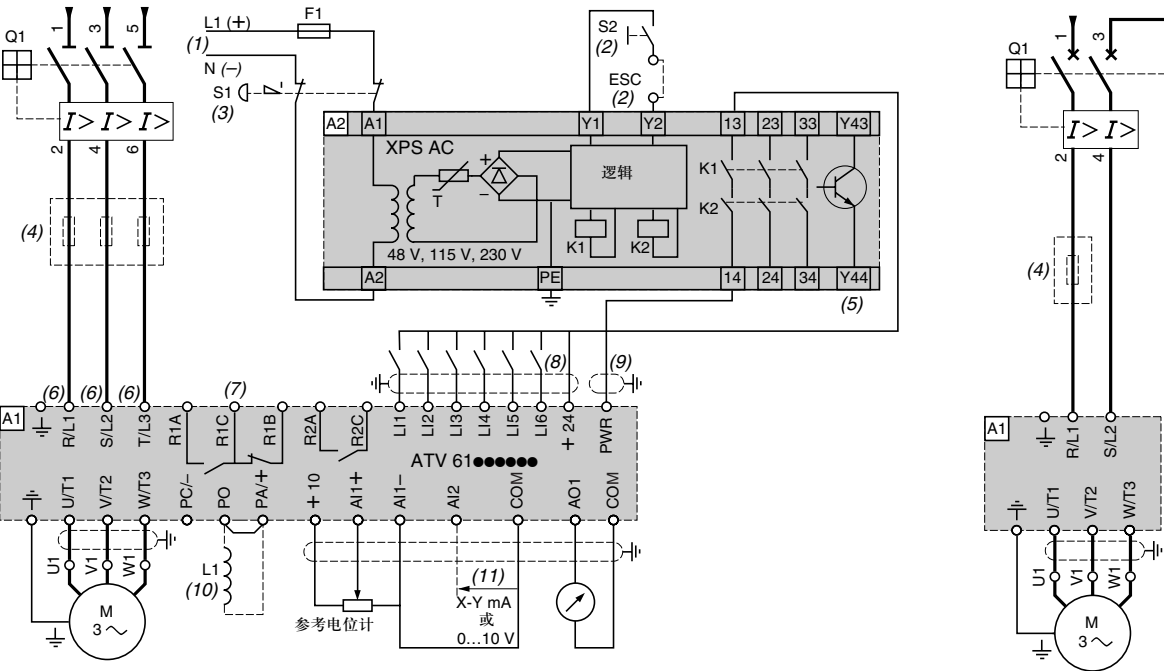 1 3 5
Q1
I> I> I>
2 4 6
(4)
L1 (+)
F1
(1)
N (–)
S1
(3)
S2
(2)
ESC
(2)
A2 A1 Y1 Y2 13 23 33 Y43
XPS AC
+
–
T
逻辑
K1
K2
K1 K2
48 V, 115 V, 230 V
A2 PE 14 24 34 Y44
(5)
(8) (9)
(6) (6) (6) (7)
A1
R/L1 S/L2 T/L3 R1A R1C R1B R2A R2C LI1 LI2 LI3 LI4 LI5 LI6 + 24 PWR
ATV 61●●●●●●
U/T1 V/T2 W/T3 PC/- PO PA/+ + 10 AI1+ AI1– AI2 COM AO1 COM
U1 V1 W1
M
3 ~
L1
(10)
参考电位计
(11)
X-Y mA
或
0...10 V
1 3
Q1
I> I>
2 4
(4)
A1
R/L1 S/L2
U/T1 V/T2 W/T3
U1 V1 W1
M
3 ~